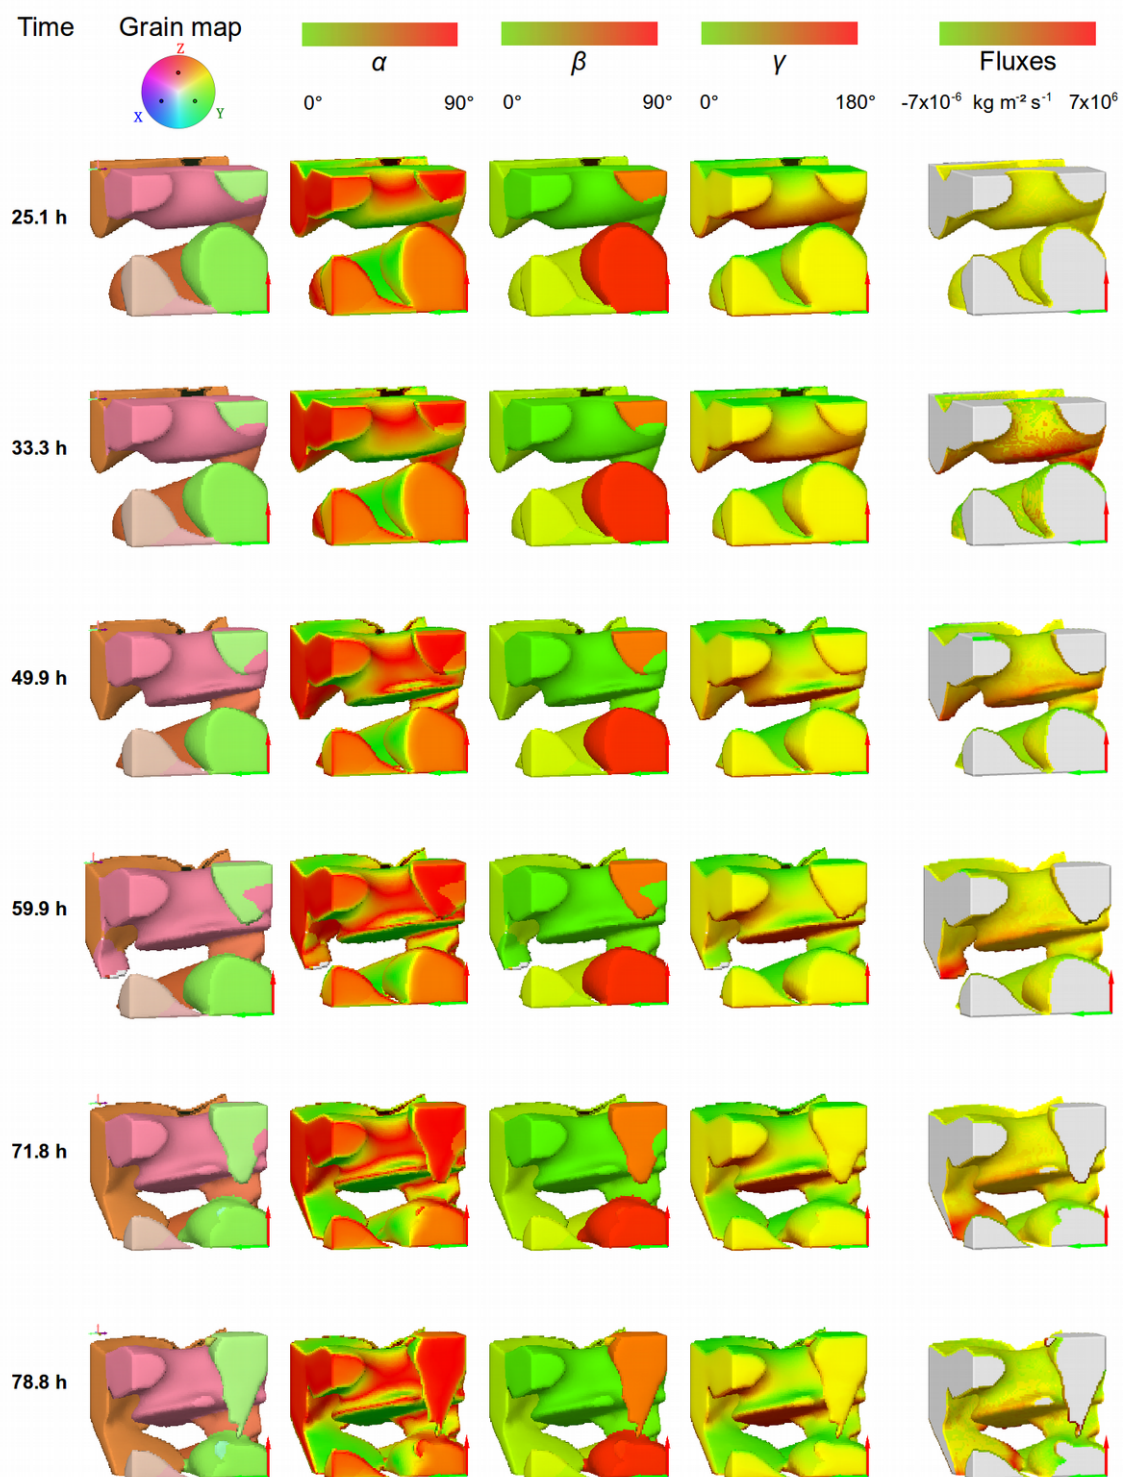 Time Grain map
Z
X Y
α β γ Fluxes
0° 90° 0° 90° 0° 180° -7x10⁻⁶ kg m⁻² s⁻¹ 7x10⁶
25.1 h
33.3 h
49.9 h
59.9 h
71.8 h
78.8 h